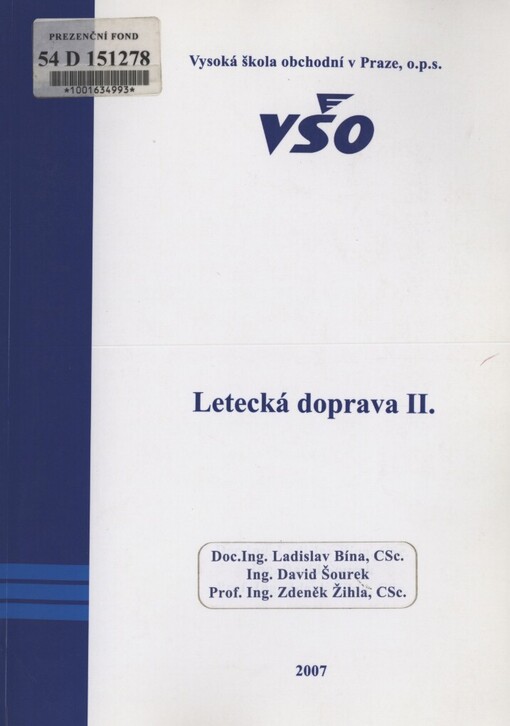 PREZENČNÍ FOND
54 D 151278
*1001634993*
Vysoká škola obchodní v Praze, o.p.s.
VŠO
Letecká doprava II.
Doc.Ing. Ladislav Bína, CSc.
Ing. David Šourek
Prof. Ing. Zdeněk Žihla, CSc.
2007